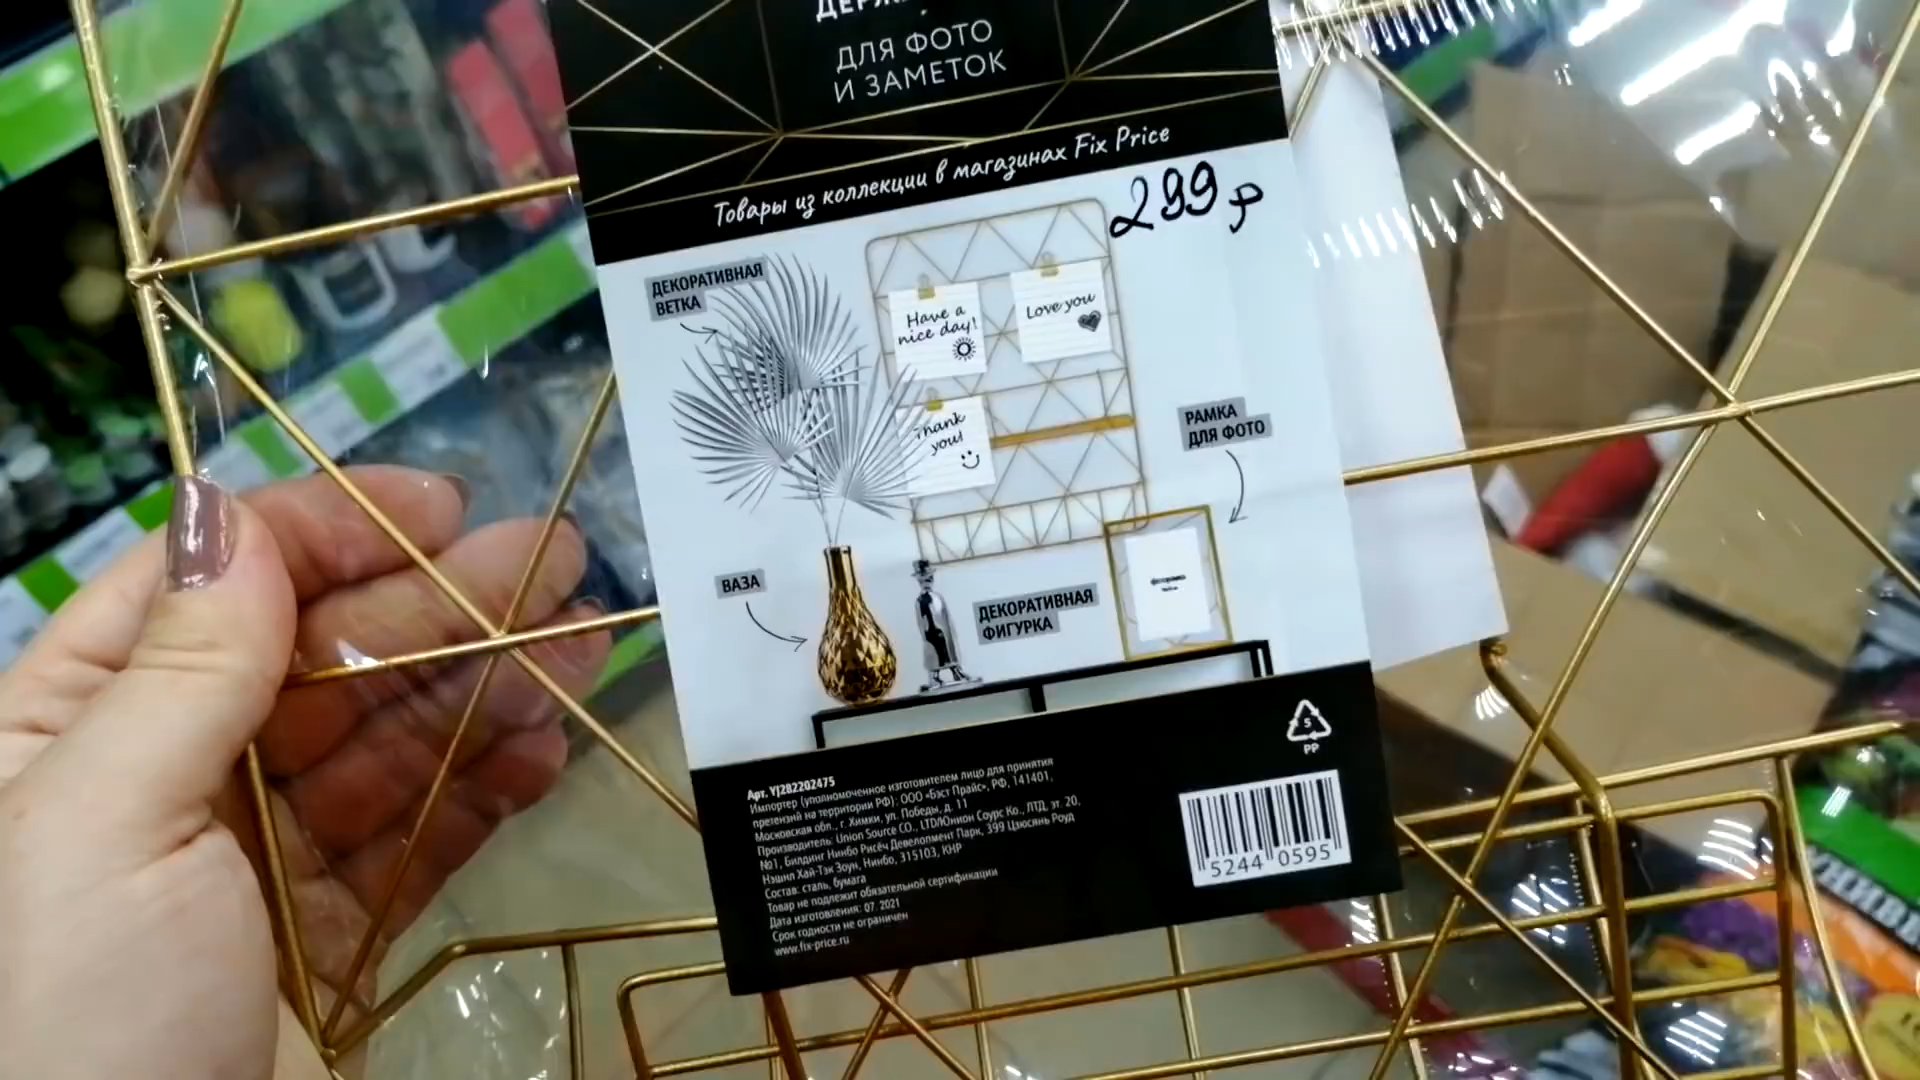 ДЛЯ ФОТО
И ЗАМЕТОК
Товары из коллекции в магазинах Fix Price
299 р
ДЕКОРАТИВНАЯ
ВЕТКА
Have a
nice day!
Love you
Thank
you!
РАМКА
ДЛЯ ФОТО
ВАЗА
ДЕКОРАТИВНАЯ
ФИГУРКА
5
PP
Арт. YJ282202475
Импортер (уполномоченное изготовителем лицо для принятия
претензий на территории РФ): ООО «Бэст Прайс», РФ, 141401,
Московская обл., г. Химки, ул. Победы, д. 11
Производитель: Union Source CO., LTD/Юнион Соурс Ко., ЛТД, эт. 20,
№1, Билдинг Нинбо Рисёч Девелопмент Парк, 399 Цзюсянь Роуд
Нэшнл Хай-Тэк Зоун, Нинбо, 315103, КНР
Состав: сталь, бумага
Товар не подлежит обязательной сертификации
Дата изготовления: 07. 2021
Срок годности не ограничен
www.fix-price.ru
5244 0595